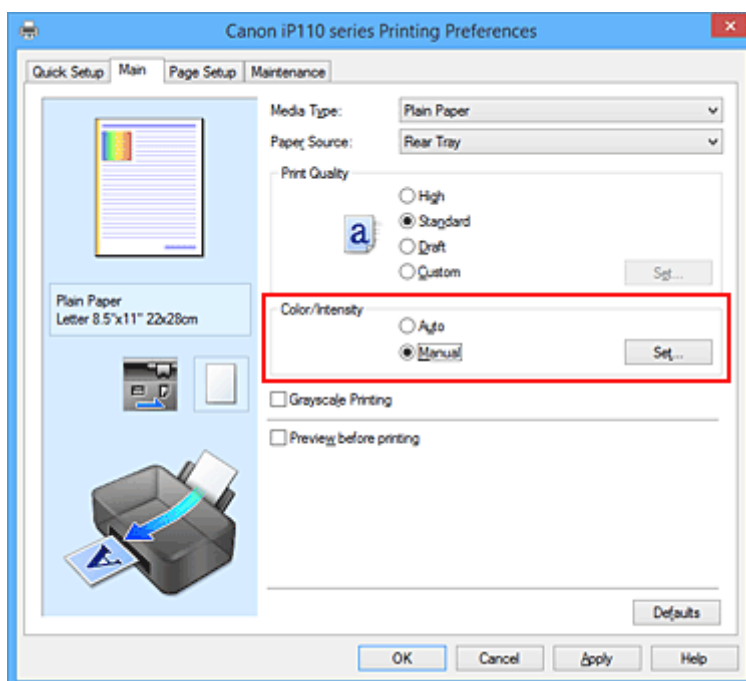 Canon iP110 series Printing Preferences
Quick Setup Main Page Setup Maintenance
Media Type: Plain Paper
Paper Source: Rear Tray
Print Quality
High
a Standard
Draft
Custom Set...
Plain Paper
Letter 8.5"x11" 22x28cm
Color/Intensity
Auto
Manual Set...
Grayscale Printing
Preview before printing
A
Defaults
OK Cancel Apply Help